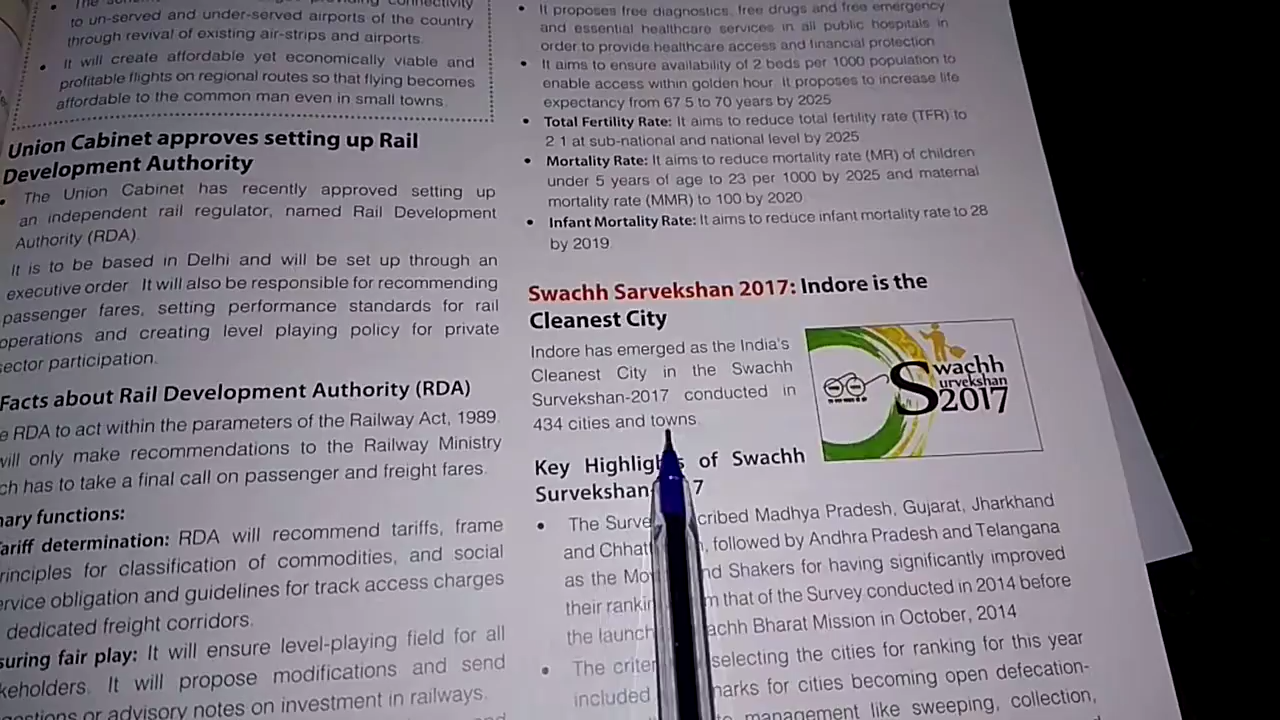 to un-served and under-served airports of the country
through revival of existing air-strips and airports.
• It will create affordable yet economically viable and
profitable flights on regional routes so that flying becomes
affordable to the common man even in small towns.
Union Cabinet approves setting up Rail
Development Authority
• The Union Cabinet has recently approved setting up
an independent rail regulator, named Rail Development
Authority (RDA).
It is to be based in Delhi and will be set up through an
executive order. It will also be responsible for recommending
passenger fares, setting performance standards for rail
operations and creating level playing policy for private
sector participation.
Facts about Rail Development Authority (RDA)
RDA to act within the parameters of the Railway Act, 1989.
will only make recommendations to the Railway Ministry
has to take a final call on passenger and freight fares.
functions:
determination: RDA will recommend tariffs, frame
principles for classification of commodities, and social
service obligation and guidelines for track access charges
dedicated freight corridors.
fair play: It will ensure level-playing field for all
It will propose modifications and send
or advisory notes on investment in railways.
• It proposes free diagnostics, free drugs and free emergency
and essential healthcare services in all public hospitals in
order to provide healthcare access and financial protection
• It aims to ensure availability of 2 beds per 1000 population to
enable access within golden hour. It proposes to increase life
expectancy from 67.5 to 70 years by 2025
• Total Fertility Rate: It aims to reduce total fertility rate (TFR) to
2.1 at sub-national and national level by 2025
• Mortality Rate: It aims to reduce mortality rate (MR) of children
under 5 years of age to 23 per 1000 by 2025 and maternal
mortality rate (MMR) to 100 by 2020
• Infant Mortality Rate: It aims to reduce infant mortality rate to 28
by 2019.
Swachh Sarvekshan 2017: Indore is the
Cleanest City
Indore has emerged as the India's
Cleanest City in the Swachh
Survekshan-2017 conducted in
434 cities and towns.
Swachh
Survekshan
2017
Key Highlights of Swachh
Survekshan 7
• The Madhya Pradesh, Gujarat, Jharkhand
and followed by Andhra Pradesh and Telangana
as the Shakers for having significantly improved
their that of the Survey conducted in 2014 before
the Bharat Mission in October, 2014
• The selecting the cities for ranking for this year
included marks for cities becoming open defecation-
management like sweeping, collection,